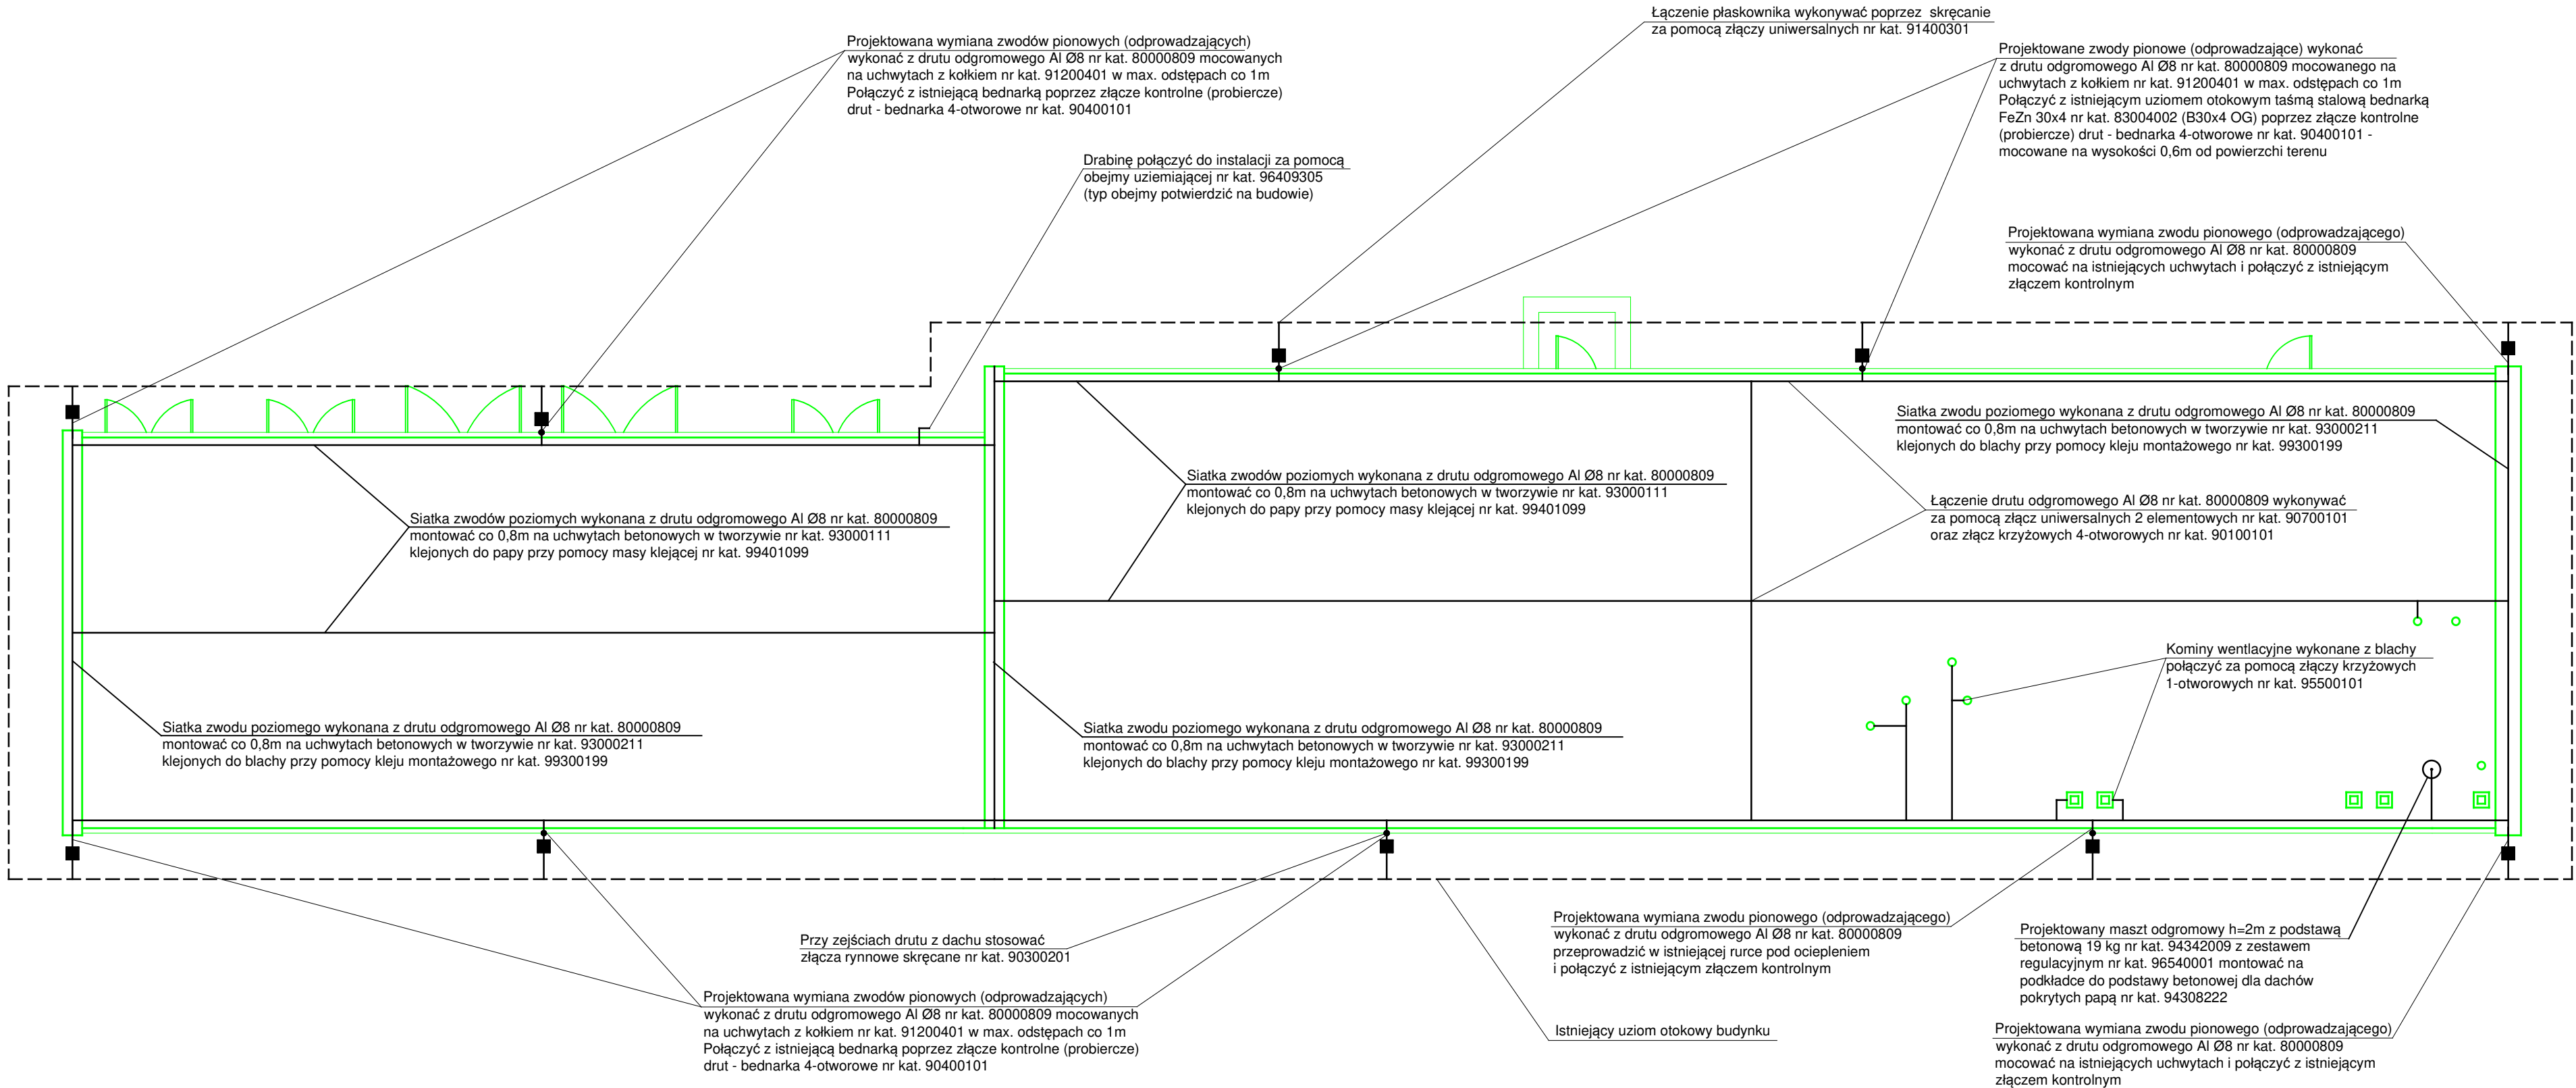 Łączenie płaskownika wykonywać poprzez skręcanie
za pomocą złączy uniwersalnych nr kat. 91400301
Projektowana wymiana zwodów pionowych (odprowadzających)
wykonać z drutu odgromowego Al Ø8 nr kat. 80000809 mocowanych
na uchwytach z kołkiem nr kat. 91200401 w max. odstępach co 1m
Połączyć z istniejącą bednarką poprzez złącze kontrolne (probiercze)
drut - bednarka 4-otworowe nr kat. 90400101
Projektowane zwody pionowe (odprowadzające) wykonać
z drutu odgromowego Al Ø8 nr kat. 80000809 mocowanego na
uchwytach z kołkiem nr kat. 91200401 w max. odstępach co 1m
Połączyć z istniejącym uziomem otokowym taśmą stalową bednarką
FeZn 30x4 nr kat. 83004002 (B30x4 OG) poprzez złącze kontrolne
(probiercze) drut - bednarka 4-otworowe nr kat. 90400101 -
mocowane na wysokości 0,6m od powierzchi terenu
Drabinę połączyć do instalacji za pomocą
obejmy uziemiającej nr kat. 96409305
(typ obejmy potwierdzić na budowie)
Projektowana wymiana zwodu pionowego (odprowadzającego)
wykonać z drutu odgromowego Al Ø8 nr kat. 80000809
mocować na istniejących uchwytach i połączyć z istniejącym
złączem kontrolnym
Siatka zwodu poziomego wykonana z drutu odgromowego Al Ø8 nr kat. 80000809
montować co 0,8m na uchwytach betonowych w tworzywie nr kat. 93000211
klejonych do blachy przy pomocy kleju montażowego nr kat. 99300199
Siatka zwodów poziomych wykonana z drutu odgromowego Al Ø8 nr kat. 80000809
montować co 0,8m na uchwytach betonowych w tworzywie nr kat. 93000111
klejonych do papy przy pomocy masy klejącej nr kat. 99401099
Łączenie drutu odgromowego Al Ø8 nr kat. 80000809 wykonywać
za pomocą złącz uniwersalnych 2 elementowych nr kat. 90700101
oraz złącz krzyżowych 4-otworowych nr kat. 90100101
Siatka zwodów poziomych wykonana z drutu odgromowego Al Ø8 nr kat. 80000809
montować co 0,8m na uchwytach betonowych w tworzywie nr kat. 93000111
klejonych do papy przy pomocy masy klejącej nr kat. 99401099
Kominy wentlacyjne wykonane z blachy
połączyć za pomocą złączy krzyżowych
1-otworowych nr kat. 95500101
Siatka zwodu poziomego wykonana z drutu odgromowego Al Ø8 nr kat. 80000809
montować co 0,8m na uchwytach betonowych w tworzywie nr kat. 93000211
klejonych do blachy przy pomocy kleju montażowego nr kat. 99300199
Siatka zwodu poziomego wykonana z drutu odgromowego Al Ø8 nr kat. 80000809
montować co 0,8m na uchwytach betonowych w tworzywie nr kat. 93000211
klejonych do blachy przy pomocy kleju montażowego nr kat. 99300199
Przy zejściach drutu z dachu stosować
złącza rynnowe skręcane nr kat. 90300201
Projektowana wymiana zwodu pionowego (odprowadzającego)
wykonać z drutu odgromowego Al Ø8 nr kat. 80000809
przeprowadzić w istniejącej rurce pod ociepleniem
i połączyć z istniejącym złączem kontrolnym
Projektowany maszt odgromowy h=2m z podstawą
betonową 19 kg nr kat. 94342009 z zestawem
regulacyjnym nr kat. 96540001 montować na
podkładce do podstawy betonowej dla dachów
pokrytych papą nr kat. 94308222
Projektowana wymiana zwodów pionowych (odprowadzających)
wykonać z drutu odgromowego Al Ø8 nr kat. 80000809 mocowanych
na uchwytach z kołkiem nr kat. 91200401 w max. odstępach co 1m
Połączyć z istniejącą bednarką poprzez złącze kontrolne (probiercze)
drut - bednarka 4-otworowe nr kat. 90400101
Istniejący uziom otokowy budynku
Projektowana wymiana zwodu pionowego (odprowadzającego)
wykonać z drutu odgromowego Al Ø8 nr kat. 80000809
mocować na istniejących uchwytach i połączyć z istniejącym
złączem kontrolnym